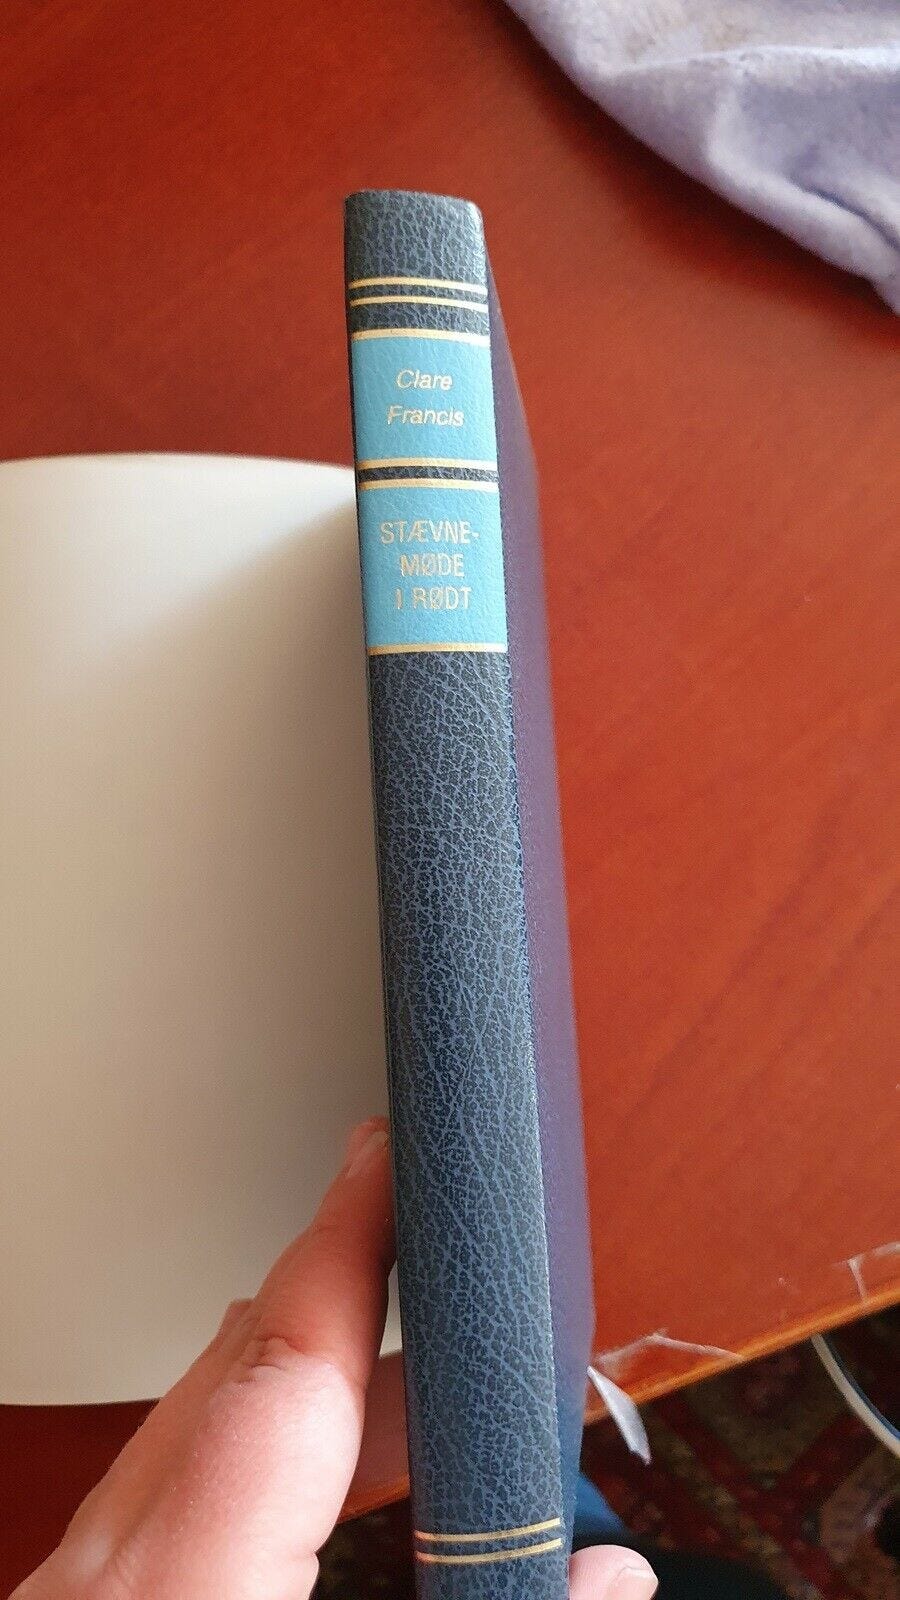 Clare
Francis
STÆVNE-
MØDE
I RØDT